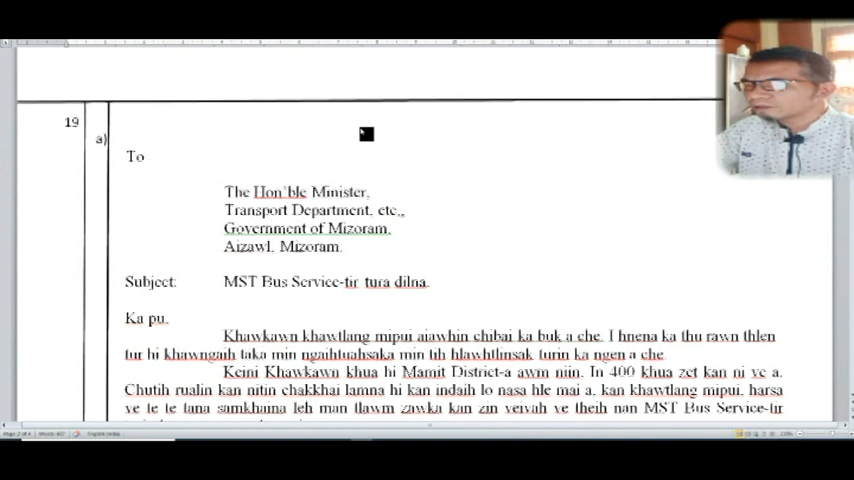 19
a)
To
The Hon'ble Minister,
Transport Department, etc.,
Government of Mizoram,
Aizawl, Mizoram.
Subject: MST Bus Service-tir tura dilna.
Ka pu,
Khawkawn khawtlang mipui aiawhin chibai ka buk a che. I hnena ka thu rawn thlen
tur hi khawngaih taka min ngaihtuahsaka min tih hlawhtlinsak turin ka ngen a che.
Keini Khawkawn khua hi Mamit District-a awm niin, In 400 khua zet kan ni ve a.
Chutih rualin kan nitin chakkhai lamna hi kan indaih lo nasa hle mai a, kan khawtlang mipui, harsa
ve te te tana samkhaina leh man tlawm zawka kan zin veivah ve theih nan MST Bus Service-tir